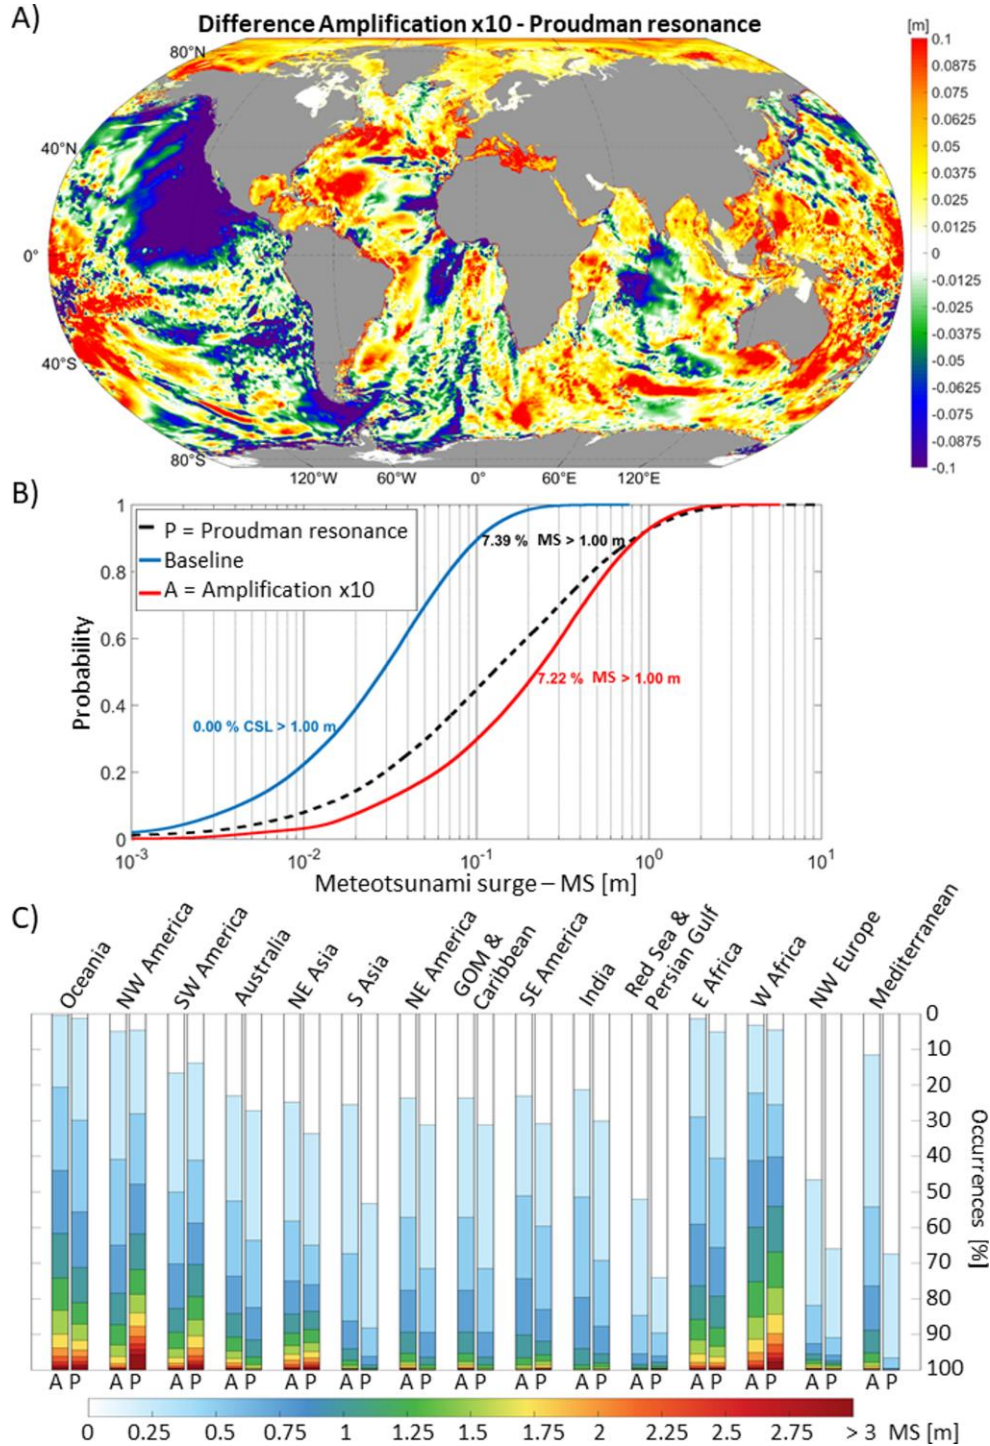 A)
Difference Amplification x10 - Proudman resonance
[m]
80°N
40°N
0°
40°S
80°S
120°W 60°W 0° 60°E 120°E
0.1
0.0875
0.075
0.0625
0.05
0.0375
0.025
0.0125
0
-0.0125
-0.025
-0.0375
-0.05
-0.0625
-0.075
-0.0875
-0.1
B)
P = Proudman resonance
Baseline
A = Amplification x10
7.39 % MS > 1.00 m
7.22 % MS > 1.00 m
0.00 % CSL > 1.00 m
Probability
1
0.8
0.6
0.4
0.2
0
10-3 10-2 10-1 100 101
Meteotsunami surge – MS [m]
C)
Oceania
NW America
SW America
Australia
NE Asia
S Asia
NE America
GOM &
Caribbean
SE America
India
Red Sea &
Persian Gulf
E Africa
W Africa
NW Europe
Mediterranean
0
10
20
30
40
50
60
70
80
90
100
Occurrences [%]
A P A P A P A P A P A P A P A P A P A P A P A P A P A P A P
0 0.25 0.5 0.75 1 1.25 1.5 1.75 2 2.25 2.5 2.75 > 3 MS [m]